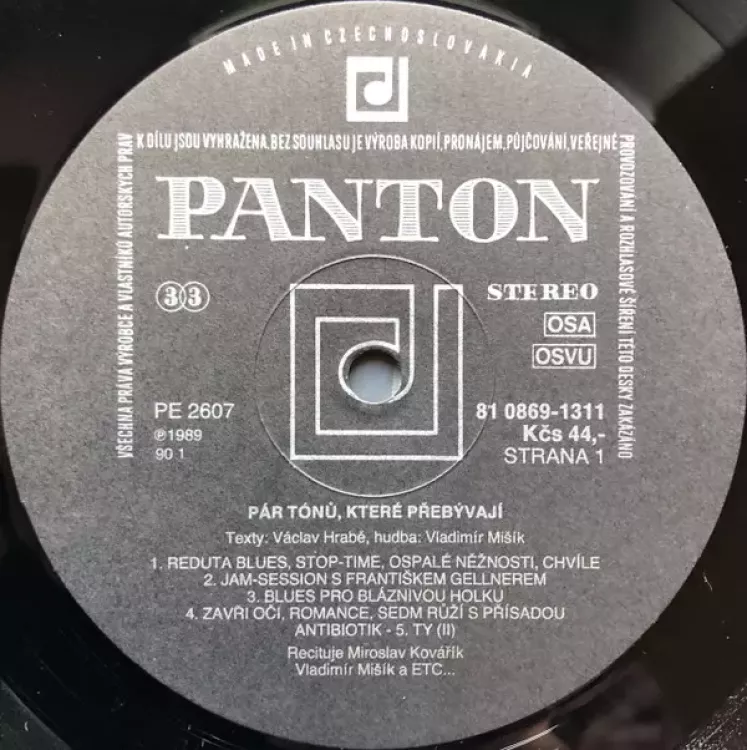 MADE IN CZECHOSLOVAKIA
VŠECHNA PRÁVA VÝROBCE A VLASTNÍKŮ AUTORSKÝCH PRÁV
K DÍLU JSOU VYHRAŽENA. BEZ SOUHLASU JE VÝROBA KOPIÍ, PRONÁJEM, PŮJČOVÁNÍ, VEŘEJNÉ
PROVOZOVÁNÍ A ROZHLASOVÉ ŠÍŘENÍ TÉTO DESKY ZAKÁZÁNO
PANTON
33
STEREO
OSA
OSVU
PE 2607
81 0869-1311
℗1989
Kčs 44,-
90 1
STRANA 1
PÁR TÓNŮ, KTERÉ PŘEBÝVAJÍ
Texty: Václav Hrabě, hudba: Vladimír Mišík
1. REDUTA BLUES, STOP-TIME, OSPALÉ NĚŽNOSTI, CHVÍLE
2. JAM-SESSION S FRANTIŠKEM GELLNEREM
3. BLUES PRO BLÁZNIVOU HOLKU
4. ZAVŘI OČI, ROMANCE, SEDM RŮŽÍ S PŘÍSADOU
ANTIBIOTIK - 5. TY (II)
Recituje Miroslav Kovářík
Vladimír Mišík a ETC...